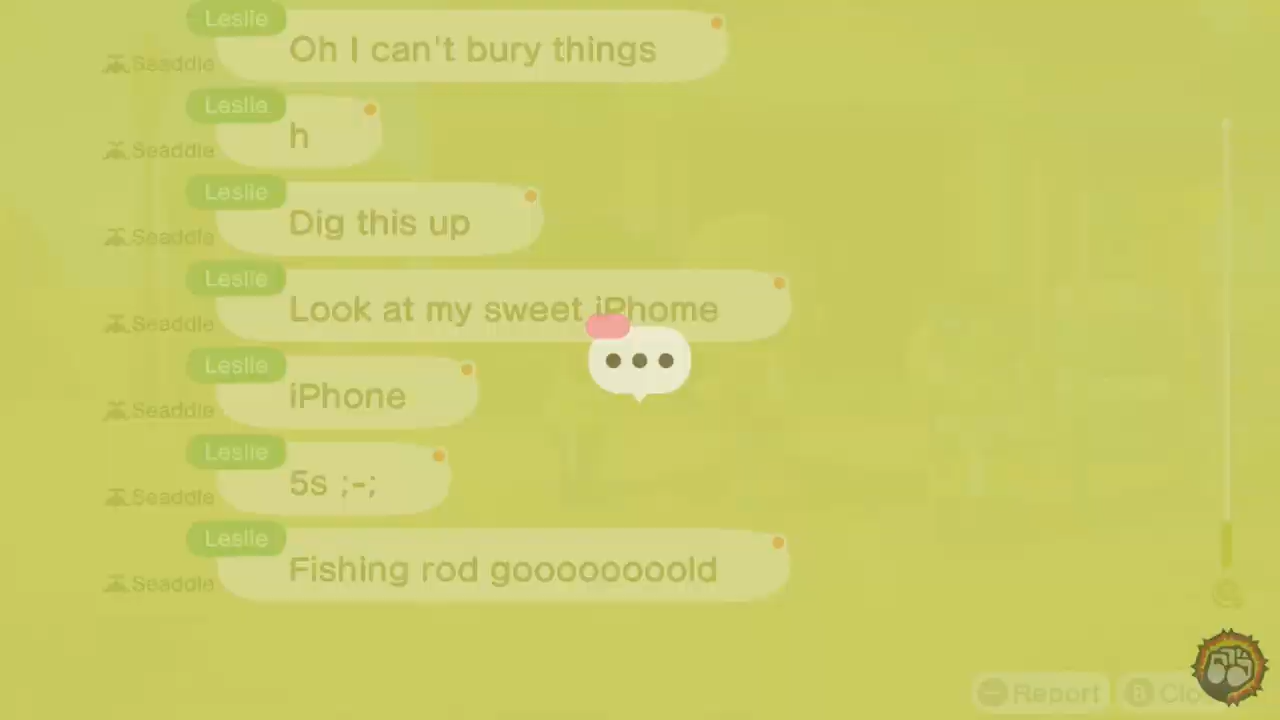 Leslie
Oh I can't bury things
Seaddle
Leslie
h
Seaddle
Leslie
Dig this up
Seaddle
Leslie
Look at my sweet iPhome
Seaddle
Leslie
iPhone
Seaddle
Leslie
5s ;-;
Seaddle
Leslie
Fishing rod gooooooooold
Seaddle
Report